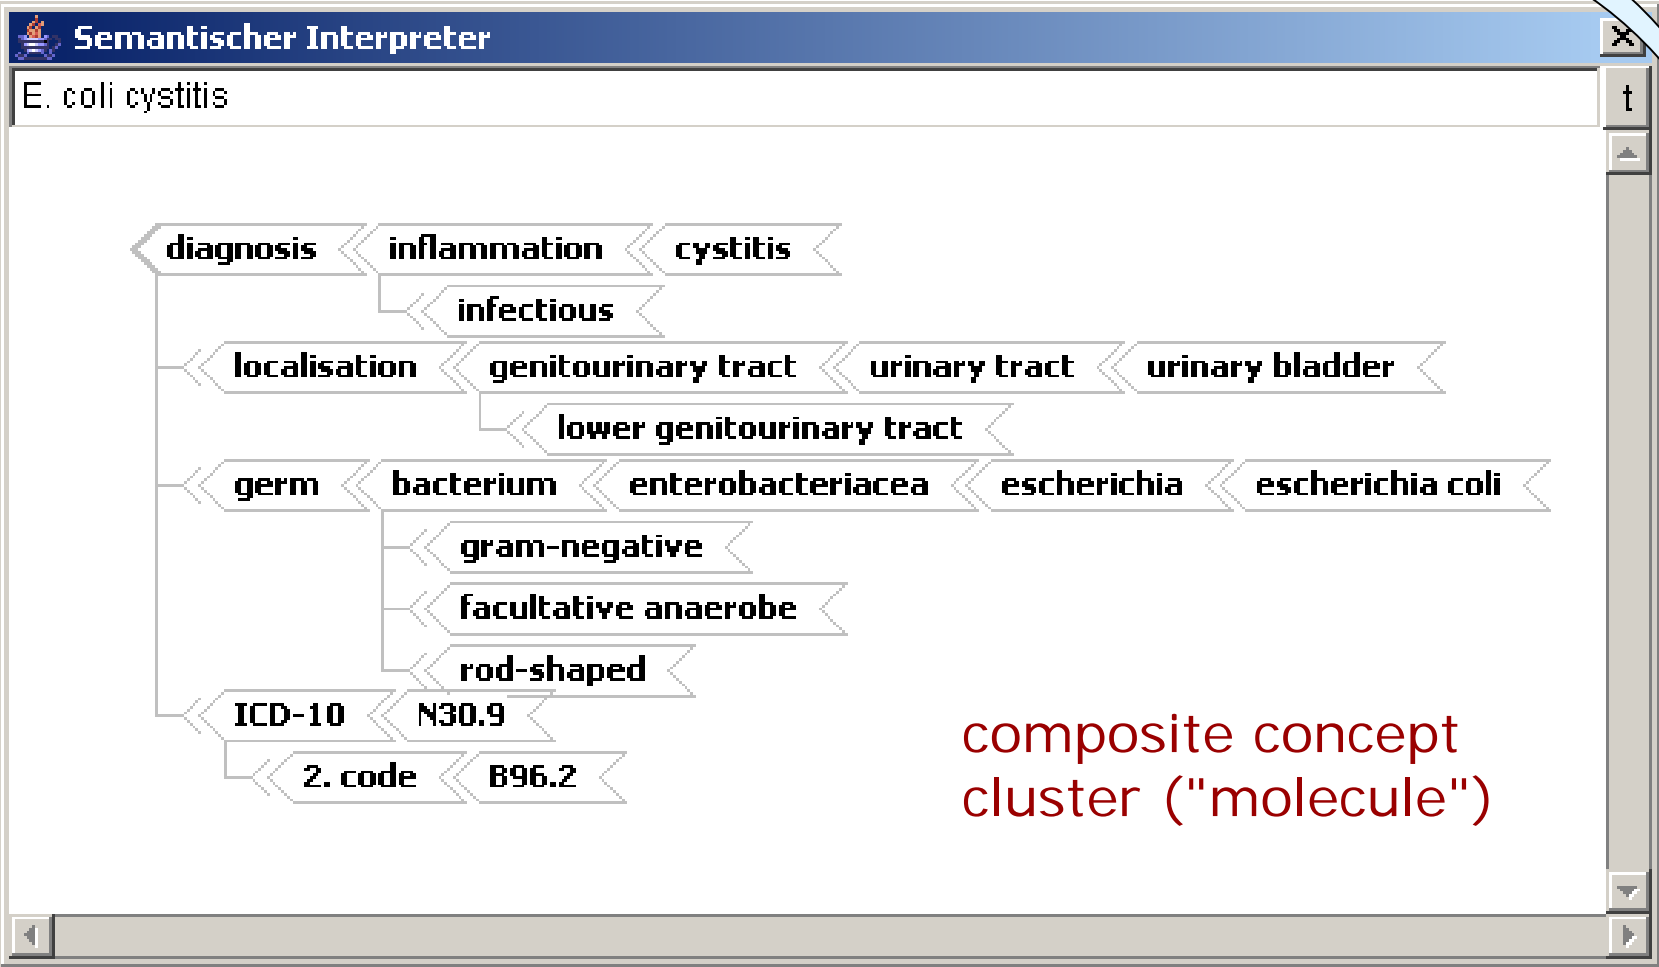 Semantischer Interpreter
E. coli cystitis
t
diagnosis inflammation cystitis
infectious
localisation genitourinary tract urinary tract urinary bladder
lower genitourinary tract
germ bacterium enterobacteriacea escherichia escherichia coli
gram-negative
facultative anaerobe
rod-shaped
ICD-10 N30.9
2. code B96.2
composite concept
cluster ("molecule")